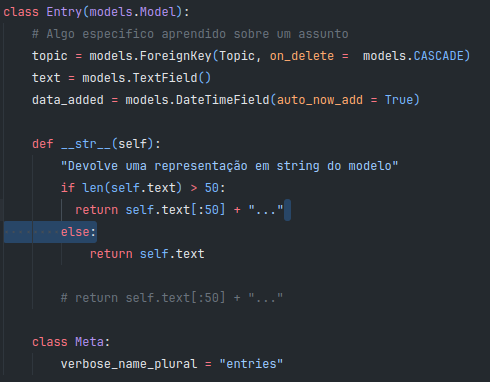 class Entry(models.Model):
    # Algo especifico aprendido sobre um assunto
    topic = models.ForeignKey(Topic, on_delete =  models.CASCADE)
    text = models.TextField()
    data_added = models.DateTimeField(auto_now_add = True)

    def __str__(self):
        "Devolve uma representação em string do modelo"
        if len(self.text) > 50:
          return self.text[:50] + "..."
        else:
            return self.text

        # return self.text[:50] + "..."

    class Meta:
        verbose_name_plural = "entries"